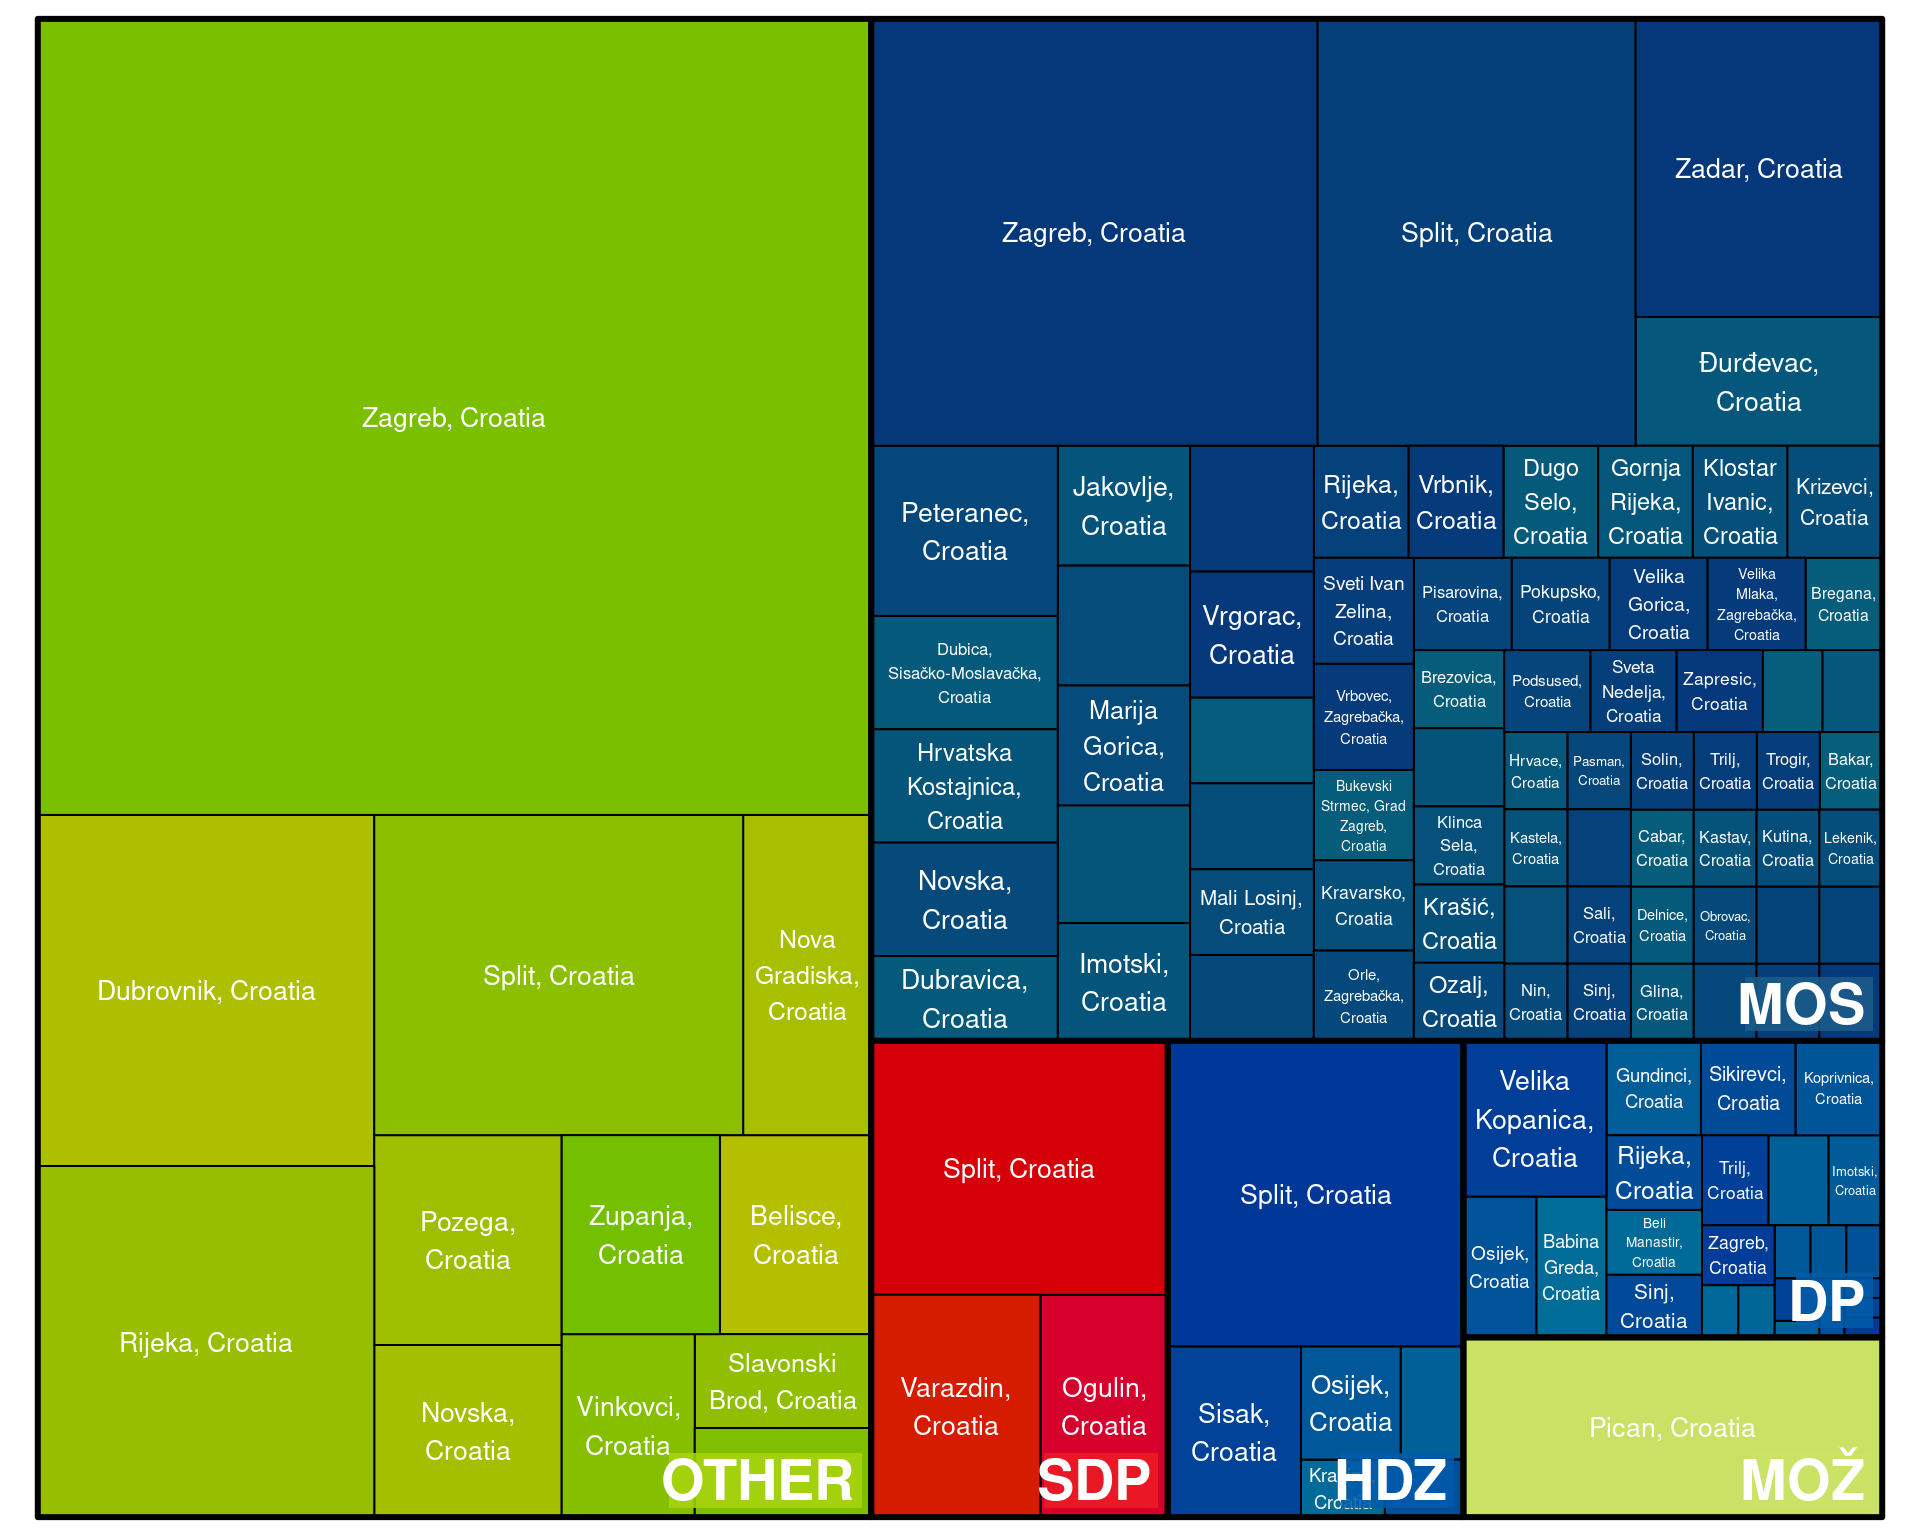 Zagreb, Croatia
Dubrovnik, Croatia
Split, Croatia
Nova
Gradiska,
Croatia
Rijeka, Croatia
Pozega,
Croatia
Zupanja,
Croatia
Belisce,
Croatia
Novska,
Croatia
Vinkovci,
Croatia
Slavonski
Brod, Croatia
OTHER
Zagreb, Croatia
Split, Croatia
Zadar, Croatia
Đurđevac,
Croatia
Peteranec,
Croatia
Dubica,
Sisačko-Moslavačka,
Croatia
Hrvatska
Kostajnica,
Croatia
Novska,
Croatia
Dubravica,
Croatia
Jakovlje,
Croatia
Marija
Gorica,
Croatia
Imotski,
Croatia
Vrgorac,
Croatia
Mali Losinj,
Croatia
Rijeka,
Croatia
Vrbnik,
Croatia
Dugo
Selo,
Croatia
Gornja
Rijeka,
Croatia
Klostar
Ivanic,
Croatia
Krizevci,
Croatia
Sveti Ivan
Zelina,
Croatia
Vrbovec,
Zagrebačka,
Croatia
Bukevski
Strmec, Grad
Zagreb,
Croatia
Kravarsko,
Croatia
Orle,
Zagrebačka,
Croatia
Pisarovina,
Croatia
Pokupsko,
Croatia
Velika
Gorica,
Croatia
Velika
Mlaka,
Zagrebačka,
Croatia
Bregana,
Croatia
Brezovica,
Croatia
Klinca
Sela,
Croatia
Krašić,
Croatia
Ozalj,
Croatia
Podsused,
Croatia
Sveta
Nedelja,
Croatia
Zapresic,
Croatia
Hrvace,
Croatia
Pasman,
Croatia
Solin,
Croatia
Trilj,
Croatia
Trogir,
Croatia
Bakar,
Croatia
Kastela,
Croatia
Cabar,
Croatia
Kastav,
Croatia
Kutina,
Croatia
Lekenik,
Croatia
Sali,
Croatia
Delnice,
Croatia
Obrovac,
Croatia
Nin,
Croatia
Sinj,
Croatia
Glina,
Croatia
MOS
Split, Croatia
Varazdin,
Croatia
Ogulin,
Croatia
SDP
Split, Croatia
Sisak,
Croatia
Osijek,
Croatia
Croatia
HDZ
Velika
Kopanica,
Croatia
Osijek,
Croatia
Babina
Greda,
Croatia
Gundinci,
Croatia
Sikirevci,
Croatia
Koprivnica,
Croatia
Rijeka,
Croatia
Beli
Manastir,
Croatia
Sinj,
Croatia
Trilj,
Croatia
Imotski,
Croatia
Zagreb,
Croatia
DP
Pican, Croatia
MOŽ